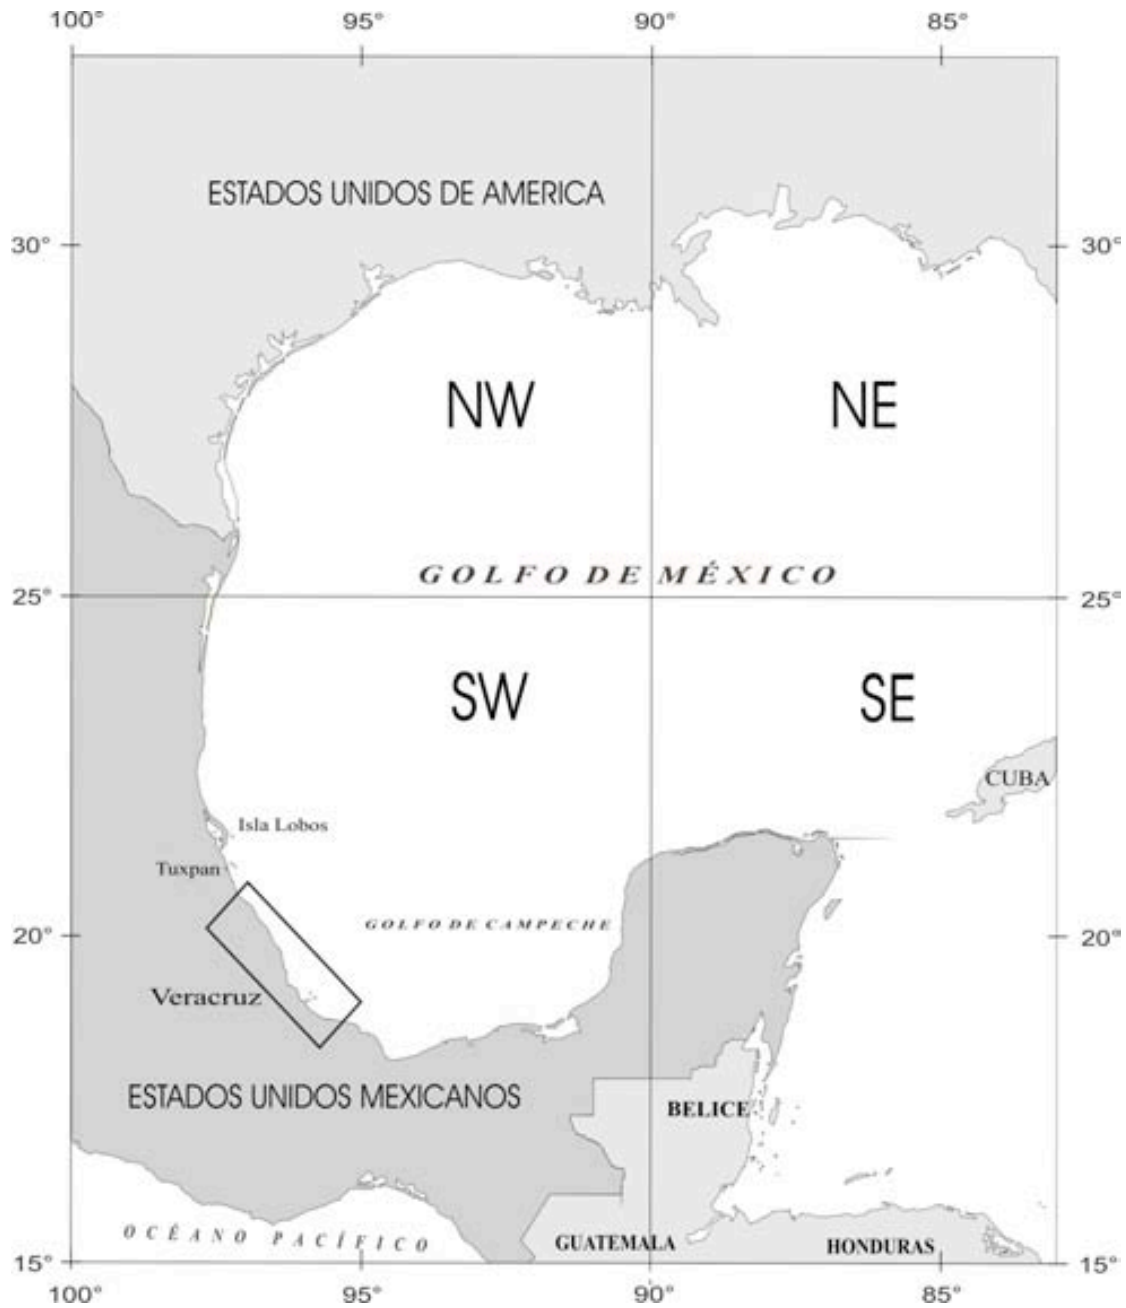 100° 95° 90° 85°
ESTADOS UNIDOS DE AMERICA
30° 30°
NW NE
GOLFO DE MÉXICO
25° 25°
SW SE
CUBA
Isla Lobos
Tuxpan
GOLFO DE CAMPECHE
20° 20°
Veracruz
ESTADOS UNIDOS MEXICANOS
BELICE
OCÉANO PACÍFICO
GUATEMALA
HONDURAS
15° 15°
100° 95° 90° 85°